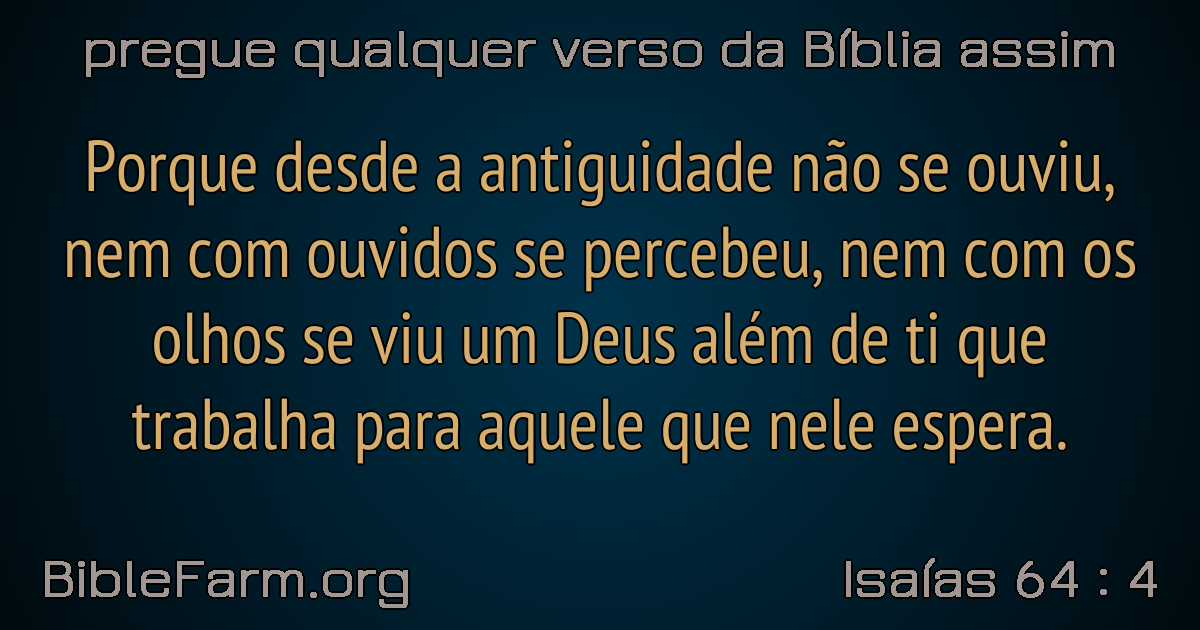 pregue qualquer verso da Bíblia assim
Porque desde a antiguidade não se ouviu,
nem com ouvidos se percebeu, nem com os
olhos se viu um Deus além de ti que
trabalha para aquele que nele espera.
BibleFarm.org
Isaías 64 : 4